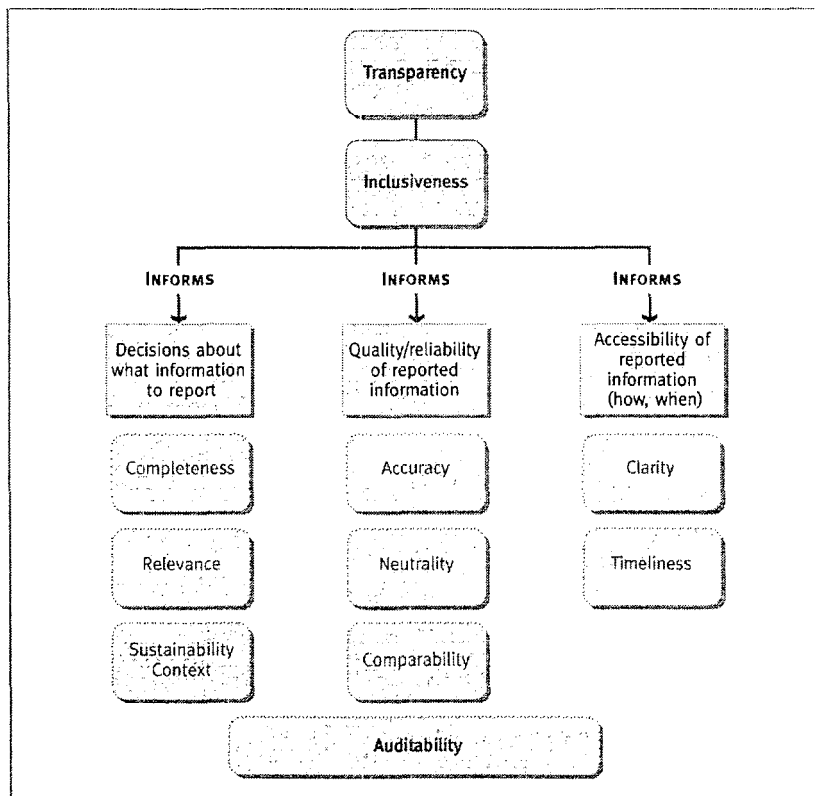 Transparency
Inclusiveness
INFORMS
INFORMS
INFORMS
Decisions about
what information
to report
Quality/reliability
of reported
information
Accessibility of
reported
information
(how, when)
Completeness
Accuracy
Clarity
Relevance
Neutrality
Timeliness
Sustainability
Context
Comparability
Auditability